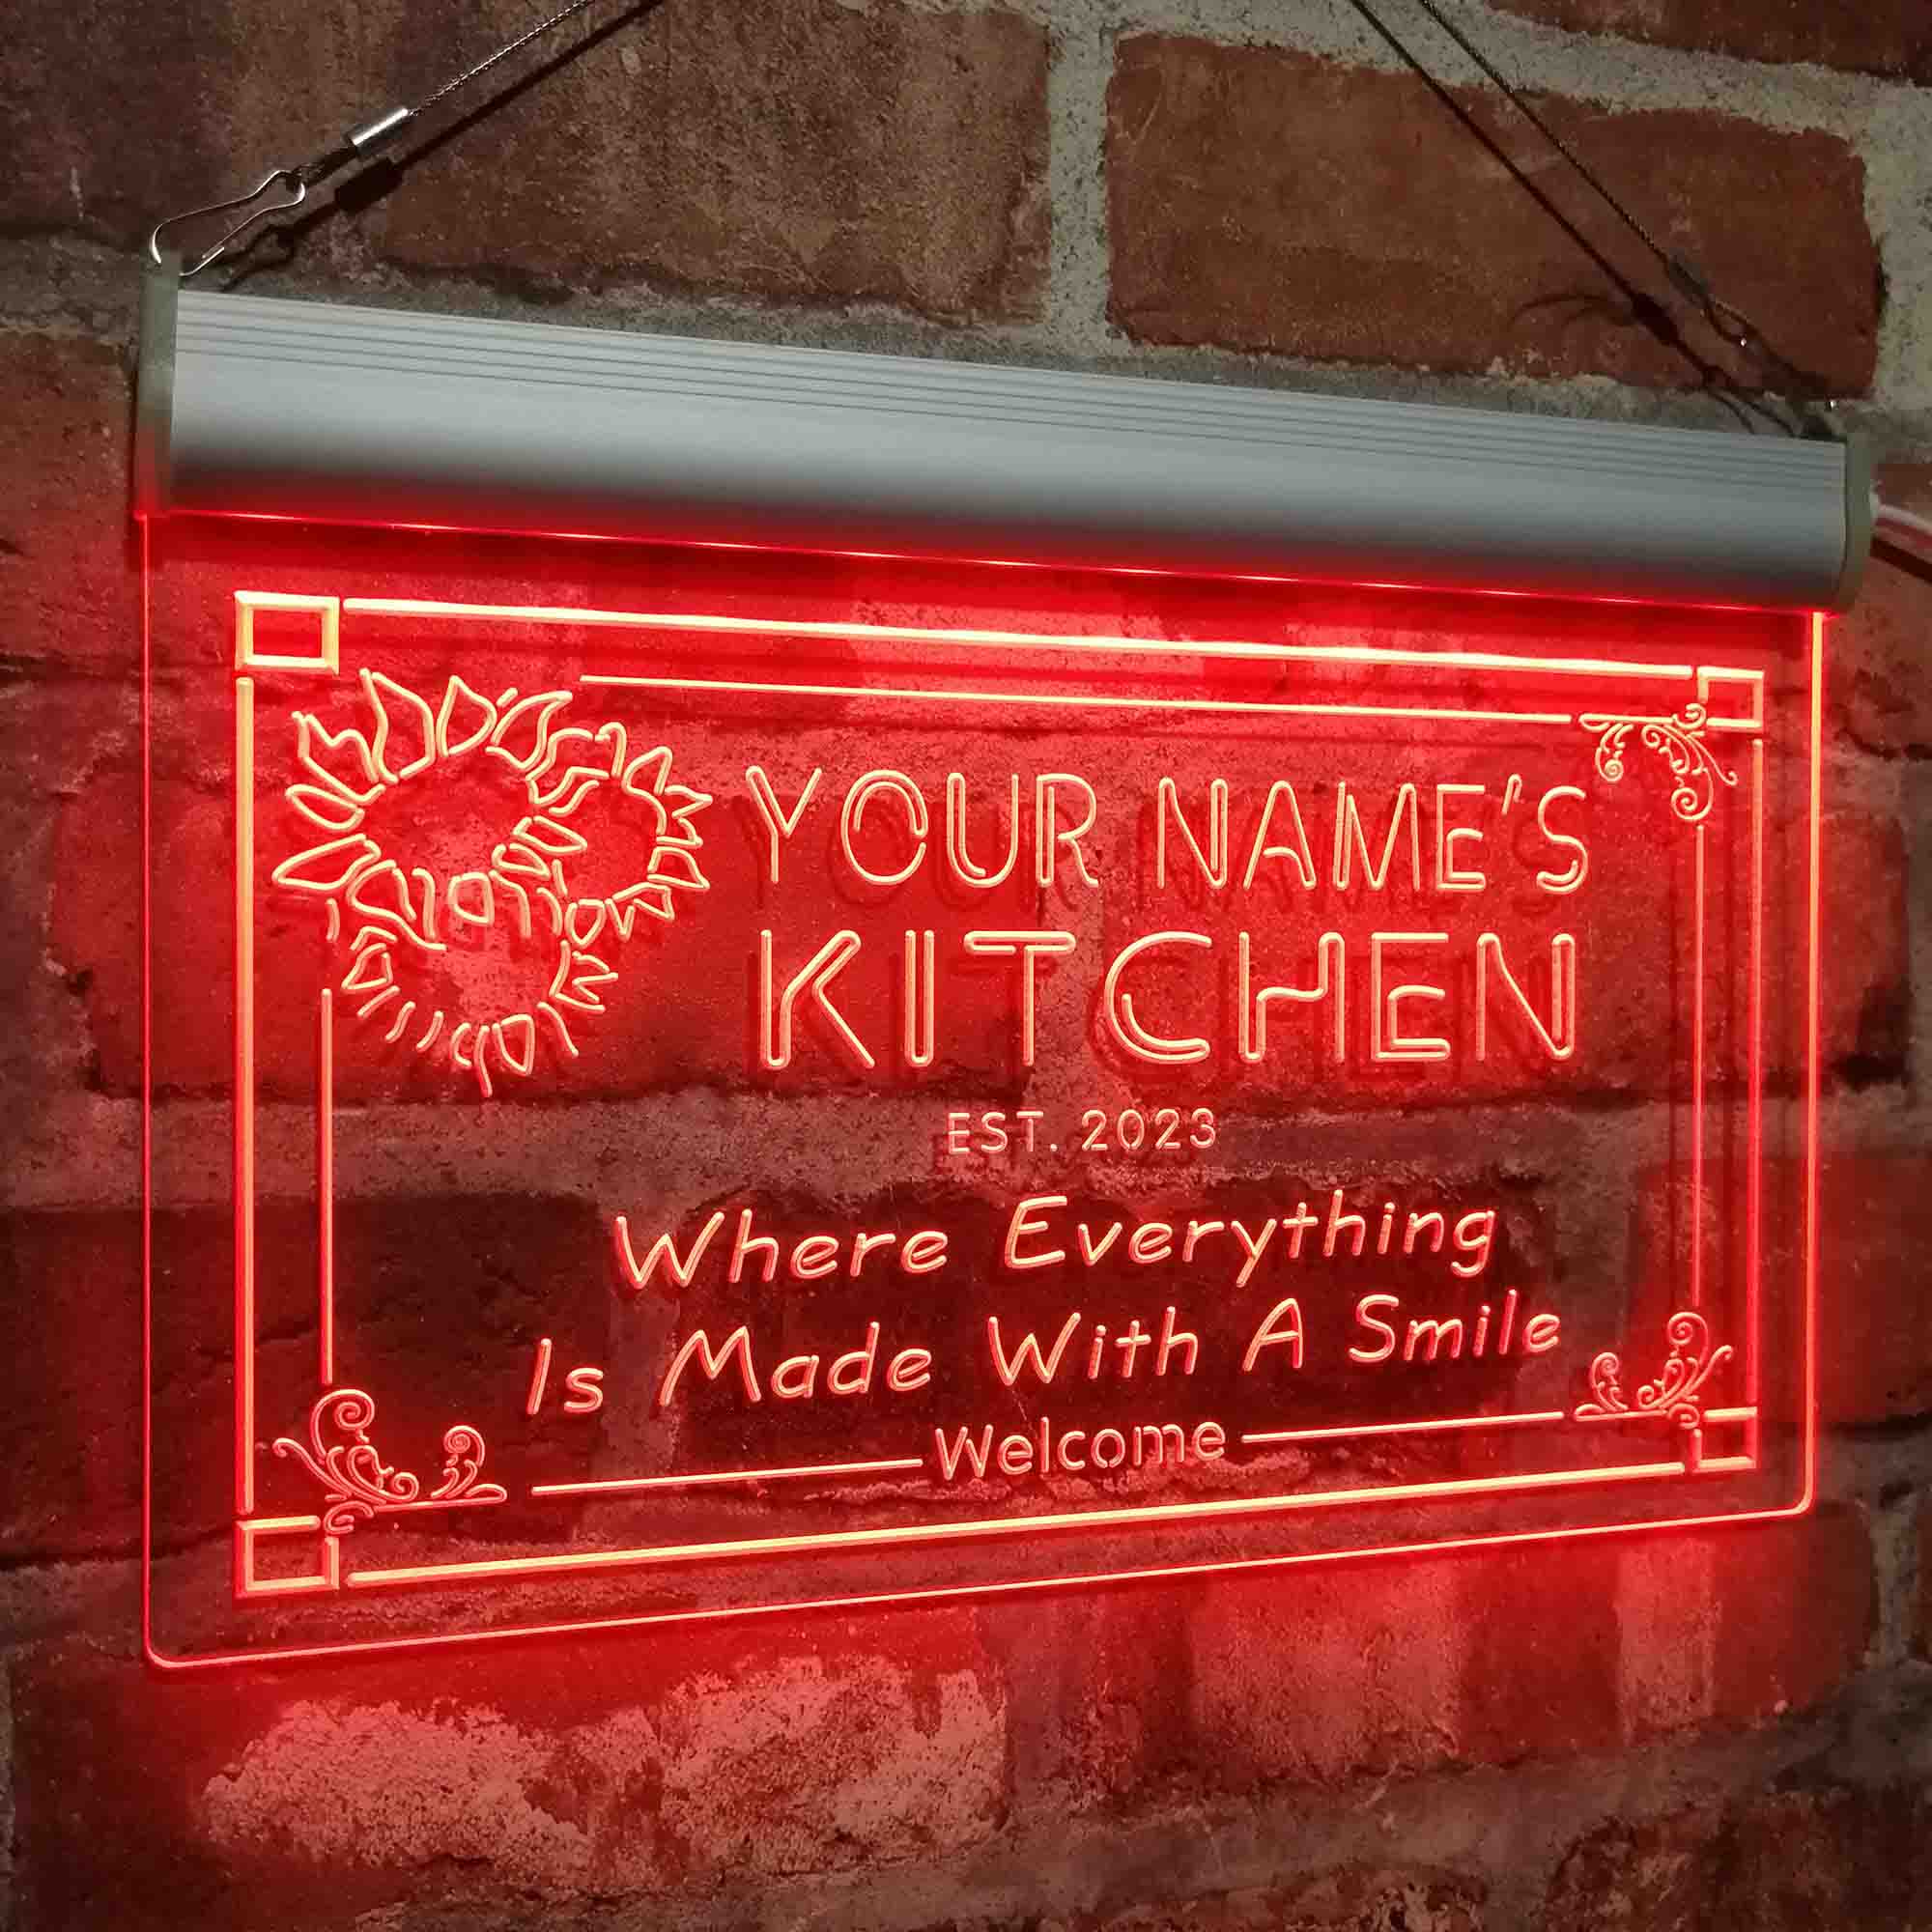 YOUR NAME'S
KITCHEN
EST. 2023
Where Everything
Is Made With A Smile
Welcome